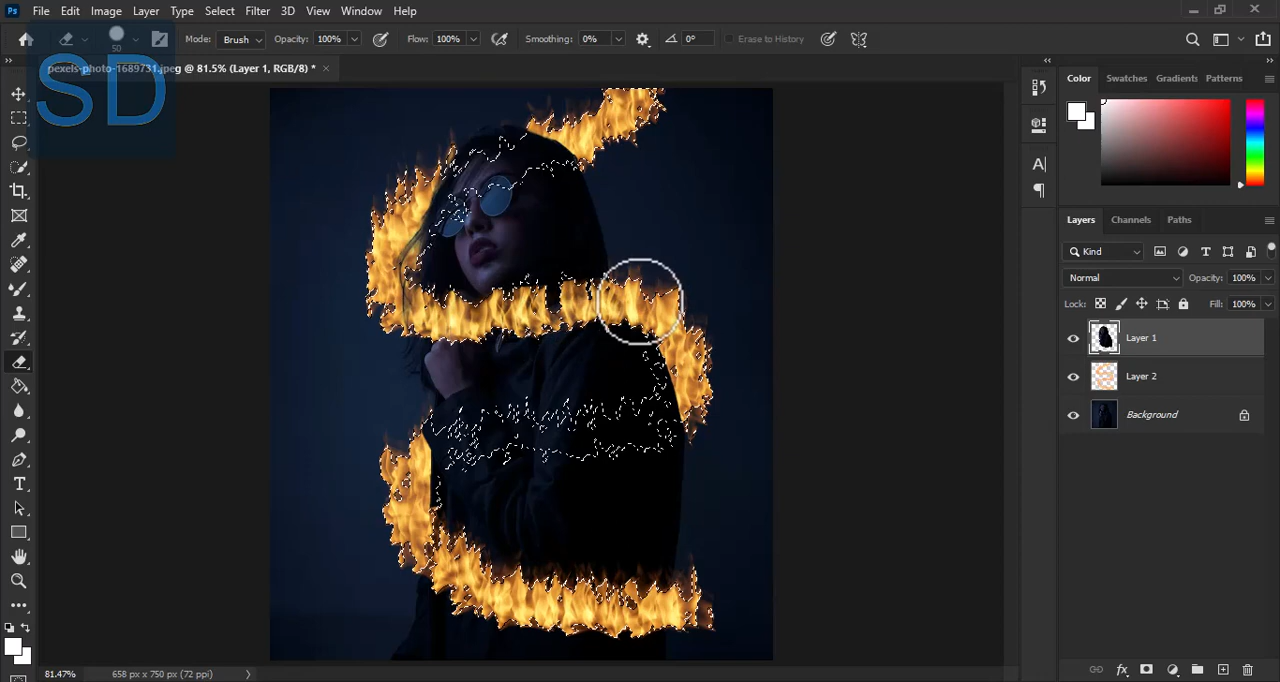 Ps File Edit Image Layer Type Select Filter 3D View Window Help
50 Mode: Brush Opacity: 100% Flow: 100% Smoothing: 0% 0° Erase to History
pexels-photo-1689731.jpeg @ 81.5% (Layer 1, RGB/8) *
SD
Color Swatches Gradients Patterns
Layers Channels Paths
Kind
Normal Opacity: 100%
Lock: Fill: 100%
Layer 1
Layer 2
Background
81.47% 658 px x 750 px (72 ppi)